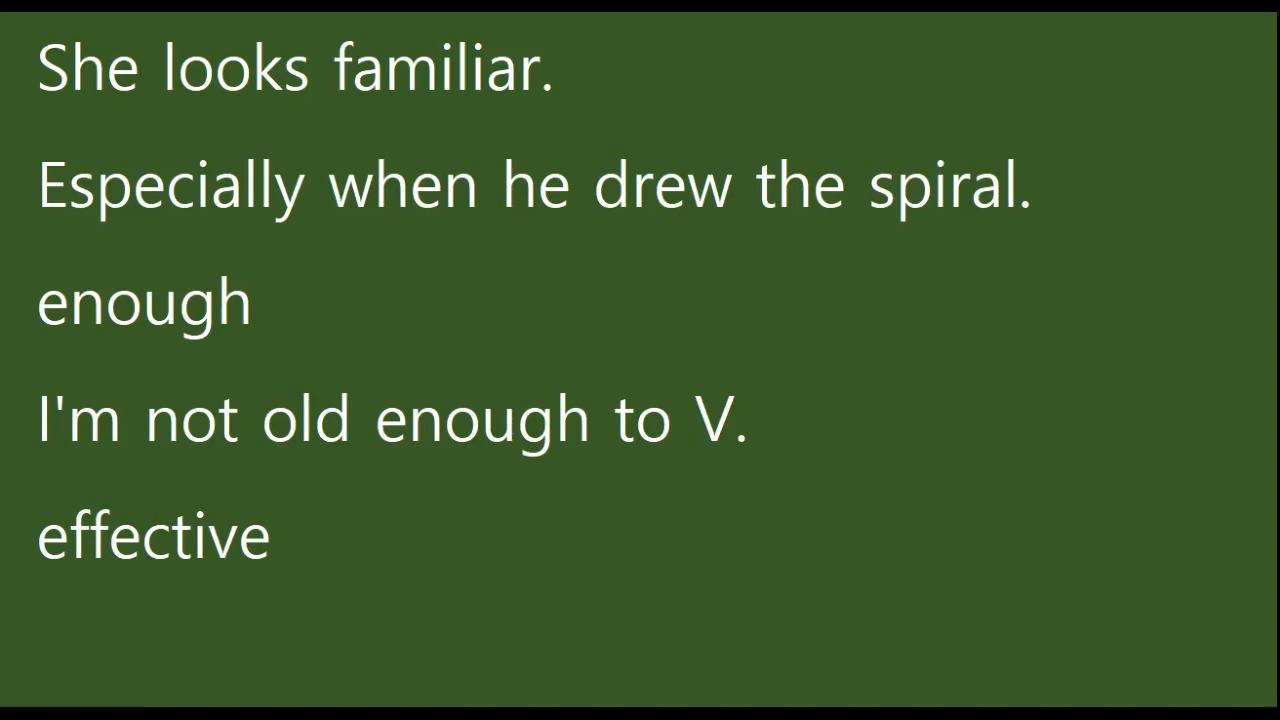 She looks familiar.
Especially when he drew the spiral.
enough
I'm not old enough to V.
effective